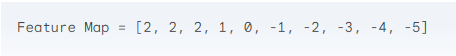 Feature Map = [2, 2, 2, 1, 0, -1, -2, -3, -4, -5]